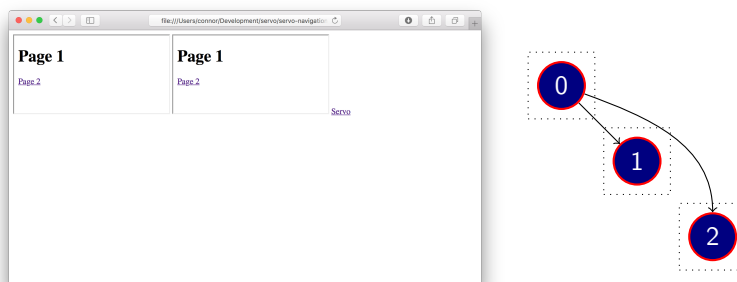 file:///Users/connor/Development/servo/servo-navigation
Page 1
Page 1
Page 2
Page 2
Servo
0
1
2